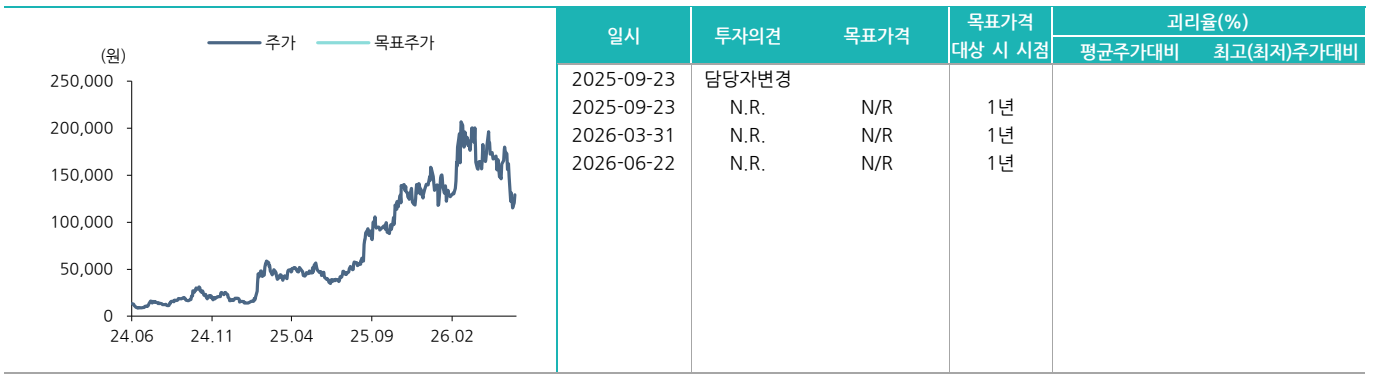 주가 목표주가
(원)
250,000
200,000
150,000
100,000
50,000
0
24.06 24.11 25.04 25.09 26.02
일시 투자의견 목표가격 목표가격 대상 시 시점 괴리율(%)
평균주가대비 최고(최저)주가대비
2025-09-23 담당자변경
2025-09-23 N.R. N/R 1년
2026-03-31 N.R. N/R 1년
2026-06-22 N.R. N/R 1년